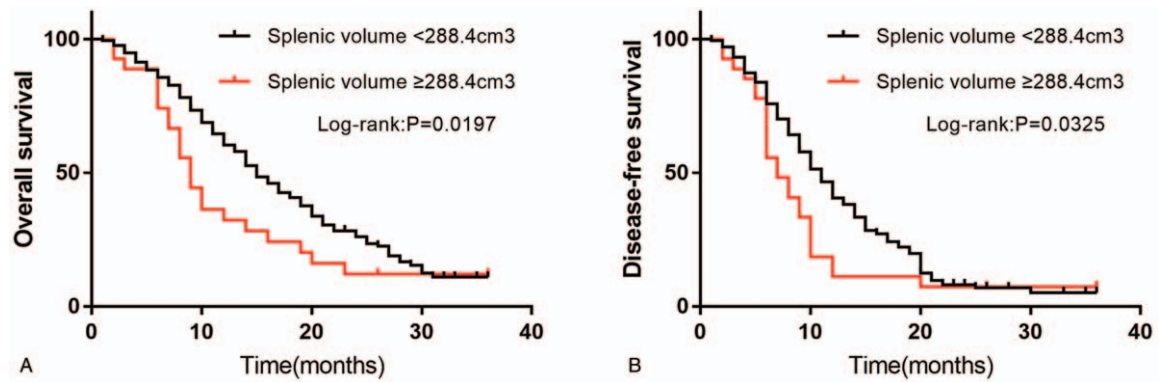 100
50
0
Overall survival
Splenic volume <288.4cm3
Splenic volume ≥288.4cm3
Log-rank:P=0.0197
0 10 20 30 40
Time(months)
A
100
50
0
Disease-free survival
Splenic volume <288.4cm3
Splenic volume ≥288.4cm3
Log-rank:P=0.0325
0 10 20 30 40
Time(months)
B